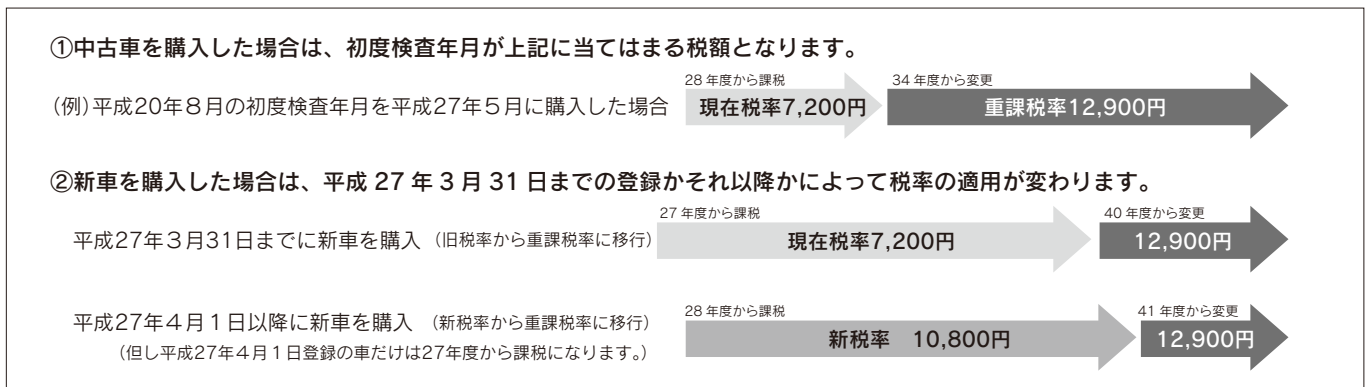 ①中古車を購入した場合は、初度検査年月が上記に当てはまる税額となります。
28 年度から課税 34 年度から変更
(例)平成20年８月の初度検査年月を平成27年５月に購入した場合 現在税率7,200円 重課税率12,900円
②新車を購入した場合は、平成 27 年 3 月 31 日までの登録かそれ以降かによって税率の適用が変わります。
27 年度から課税 40 年度から変更
平成27年３月31日までに新車を購入 (旧税率から重課税率に移行) 現在税率7,200円 12,900円
28 年度から課税 41 年度から変更
平成27年４月１日以降に新車を購入 (新税率から重課税率に移行) 新税率 10,800円 12,900円
(但し平成27年４月１日登録の車だけは27年度から課税になります。)